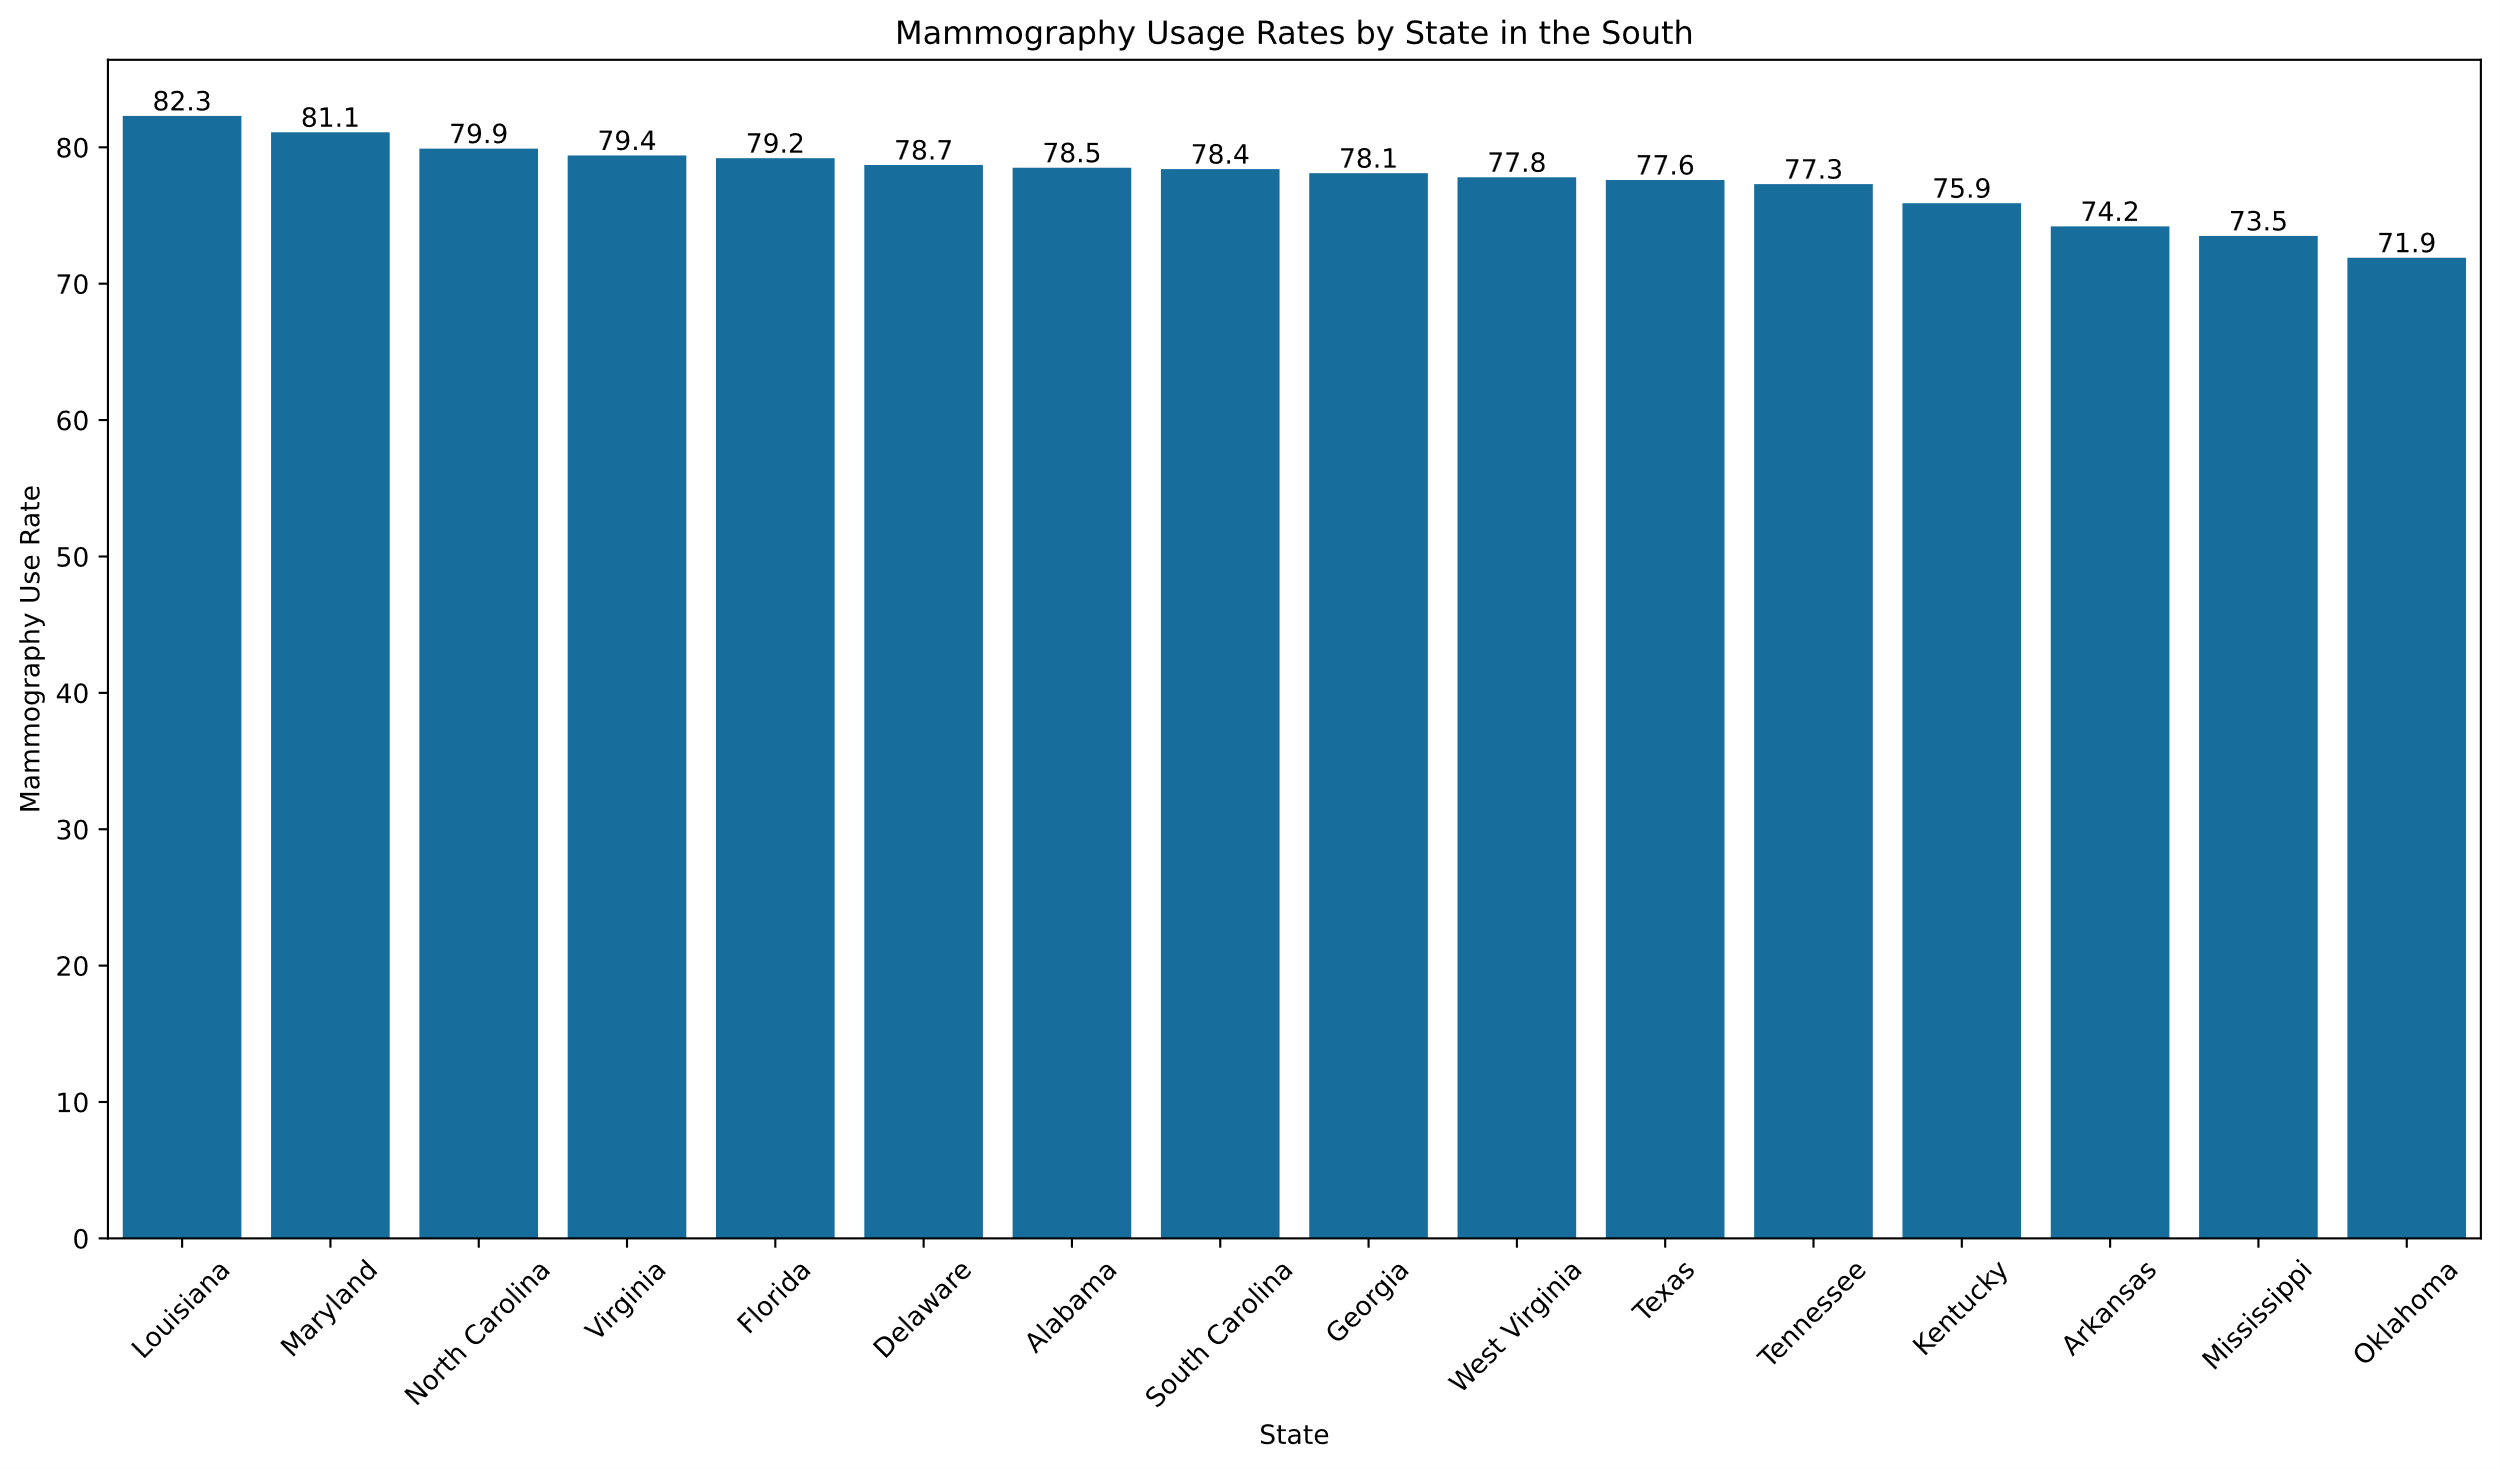 Mammography Usage Rates by State in the South
Mammography Use Rate
80
70
60
50
40
30
20
10
0
82.3
81.1
79.9
79.4
79.2
78.7
78.5
78.4
78.1
77.8
77.6
77.3
75.9
74.2
73.5
71.9
Louisiana
Maryland
North Carolina
Virginia
Florida
Delaware
Alabama
South Carolina
Georgia
West Virginia
Texas
Tennessee
Kentucky
Arkansas
Mississippi
Oklahoma
State